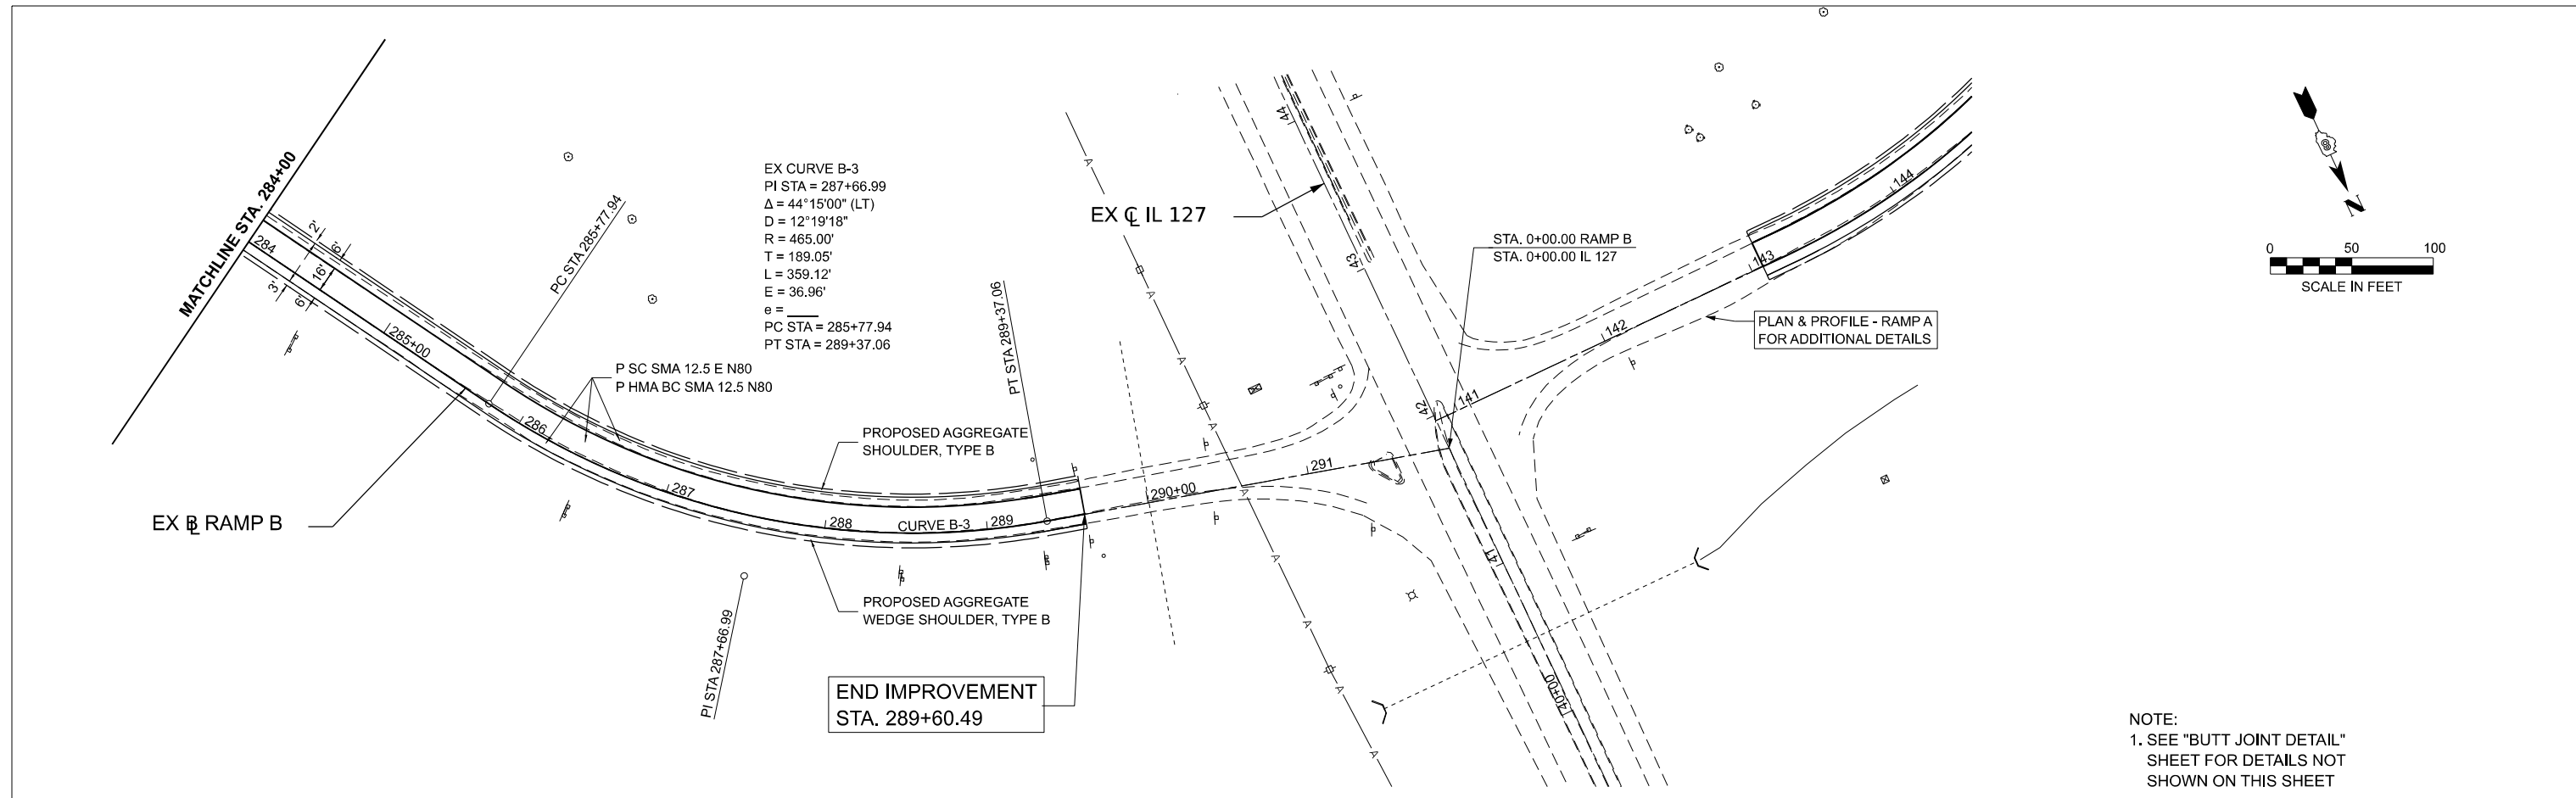 MATCHLINE STA. 284+00
284
2'
6'
16'
3'
6'
285+00
PC STA 285+77.94
286
EX CURVE B-3
PI STA = 287+66.99
Δ = 44°15'00" (LT)
D = 12°19'18"
R = 465.00'
T = 189.05'
L = 359.12'
E = 36.96'
e = ____
PC STA = 285+77.94
PT STA = 289+37.06
P SC SMA 12.5 E N80
P HMA BC SMA 12.5 N80
PROPOSED AGGREGATE
SHOULDER, TYPE B
EX ℄ IL 127
PT STA 289+37.06
287
288
CURVE B-3
289
290+00
291
EX BL RAMP B
PROPOSED AGGREGATE
WEDGE SHOULDER, TYPE B
PI STA 287+66.99
END IMPROVEMENT
STA. 289+60.49
A
A
A
A
A
A
A
A
A
A
44
43
42
41
40+00
STA. 0+00.00 RAMP B
STA. 0+00.00 IL 127
141
142
143
144
PLAN & PROFILE - RAMP A
FOR ADDITIONAL DETAILS
N
0 50 100
SCALE IN FEET
NOTE:
1. SEE "BUTT JOINT DETAIL"
SHEET FOR DETAILS NOT
SHOWN ON THIS SHEET